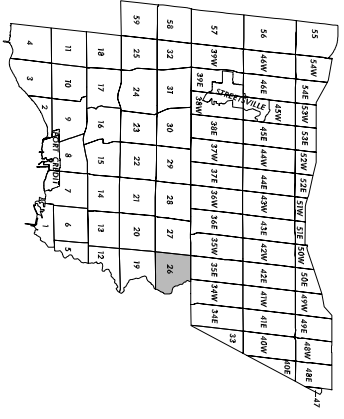 59
58
57
56
55
4
11
18
25
32
39W
46W
54W
3
10
17
24
31
39E
46E
54E
STREETSVILLE
38W
45W
53W
2
9
16
23
30
38E
45E
53E
PORT CREDIT
8
15
22
29
37W
44W
52W
37E
44E
52E
7
14
21
28
36W
43W
51W
1
6
13
20
27
36E
43E
51E
5
12
19
26
35W
42W
50W
35E
42E
50E
34W
41W
49W
34E
41E
49E
33
40W
48W
40E
48E
47